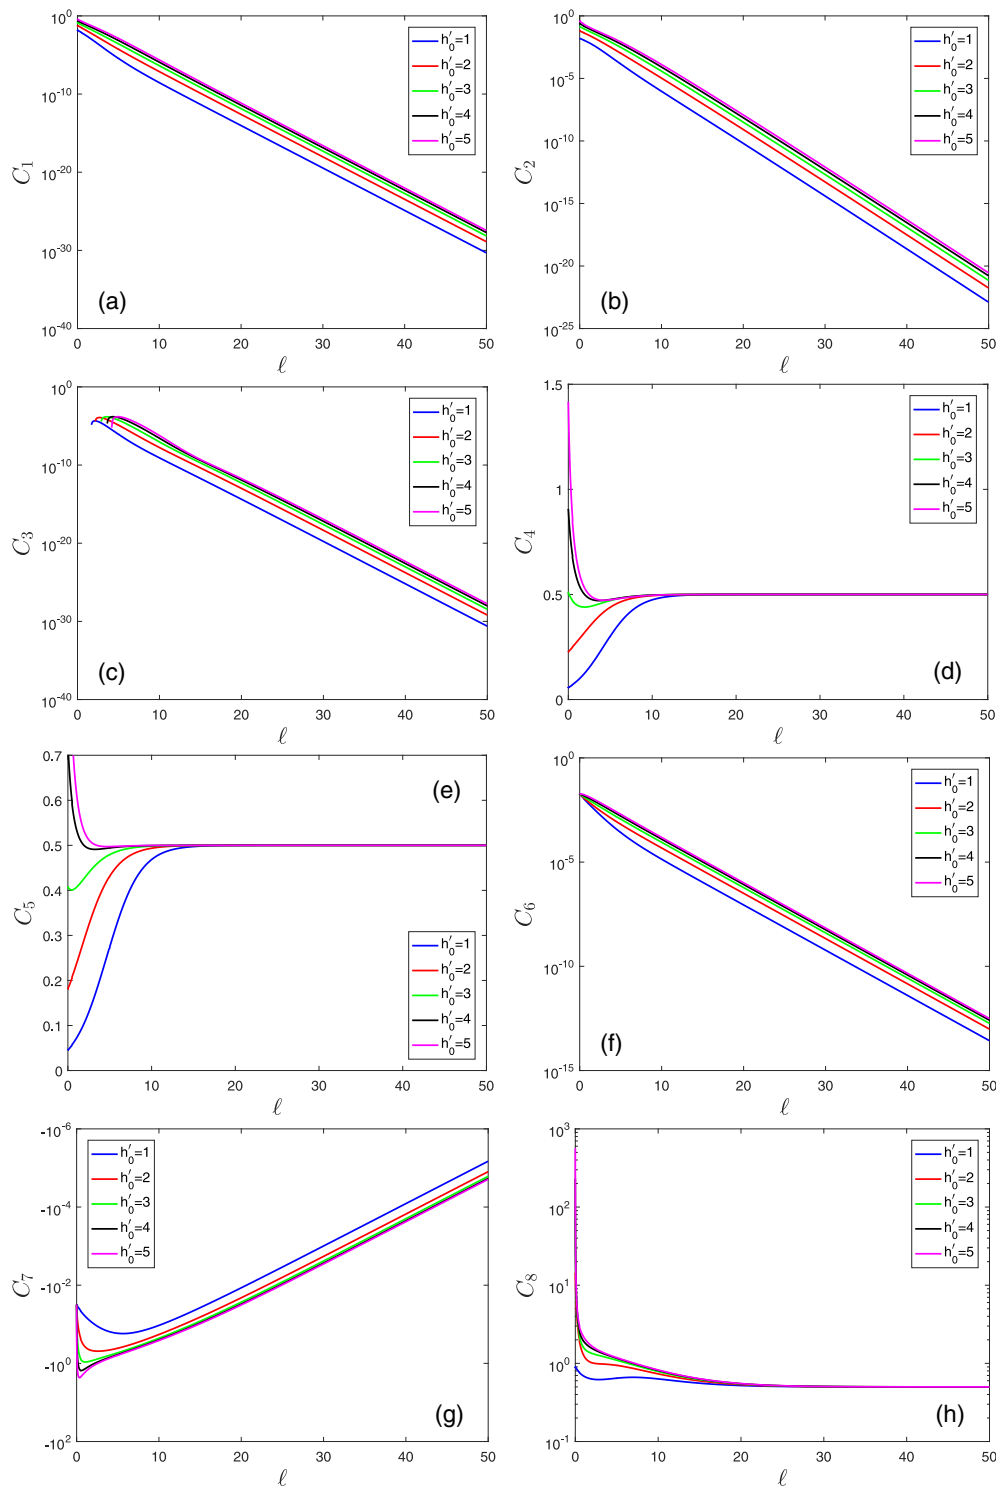 10^0
10^-10
10^-20
10^-30
10^-40
C_1
0 10 20 30 40 50
ℓ
h'_0=1
h'_0=2
h'_0=3
h'_0=4
h'_0=5
(a)
10^0
10^-5
10^-10
10^-15
10^-20
10^-25
C_2
0 10 20 30 40 50
ℓ
h'_0=1
h'_0=2
h'_0=3
h'_0=4
h'_0=5
(b)
10^0
10^-10
10^-20
10^-30
10^-40
C_3
0 10 20 30 40 50
ℓ
h'_0=1
h'_0=2
h'_0=3
h'_0=4
h'_0=5
(c)
1.5
1
0.5
0
C_4
0 10 20 30 40 50
ℓ
h'_0=1
h'_0=2
h'_0=3
h'_0=4
h'_0=5
(d)
0.7
0.6
0.5
0.4
0.3
0.2
0.1
0
C_5
0 10 20 30 40 50
ℓ
(e)
h'_0=1
h'_0=2
h'_0=3
h'_0=4
h'_0=5
10^0
10^-5
10^-10
10^-15
C_6
0 10 20 30 40 50
ℓ
h'_0=1
h'_0=2
h'_0=3
h'_0=4
h'_0=5
(f)
-10^-6
-10^-4
-10^-2
-10^0
-10^2
C_7
0 10 20 30 40 50
ℓ
h'_0=1
h'_0=2
h'_0=3
h'_0=4
h'_0=5
(g)
10^3
10^2
10^1
10^0
10^-1
C_8
0 10 20 30 40 50
ℓ
h'_0=1
h'_0=2
h'_0=3
h'_0=4
h'_0=5
(h)